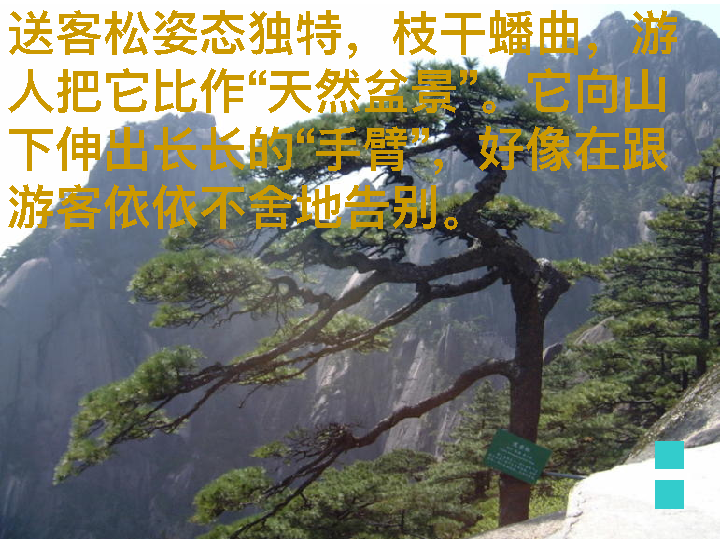 送客松姿态独特，枝干蟠曲，游
人把它比作“天然盆景”。它向山
下伸出长长的“手臂”，好像在跟
游客依依不舍地告别。